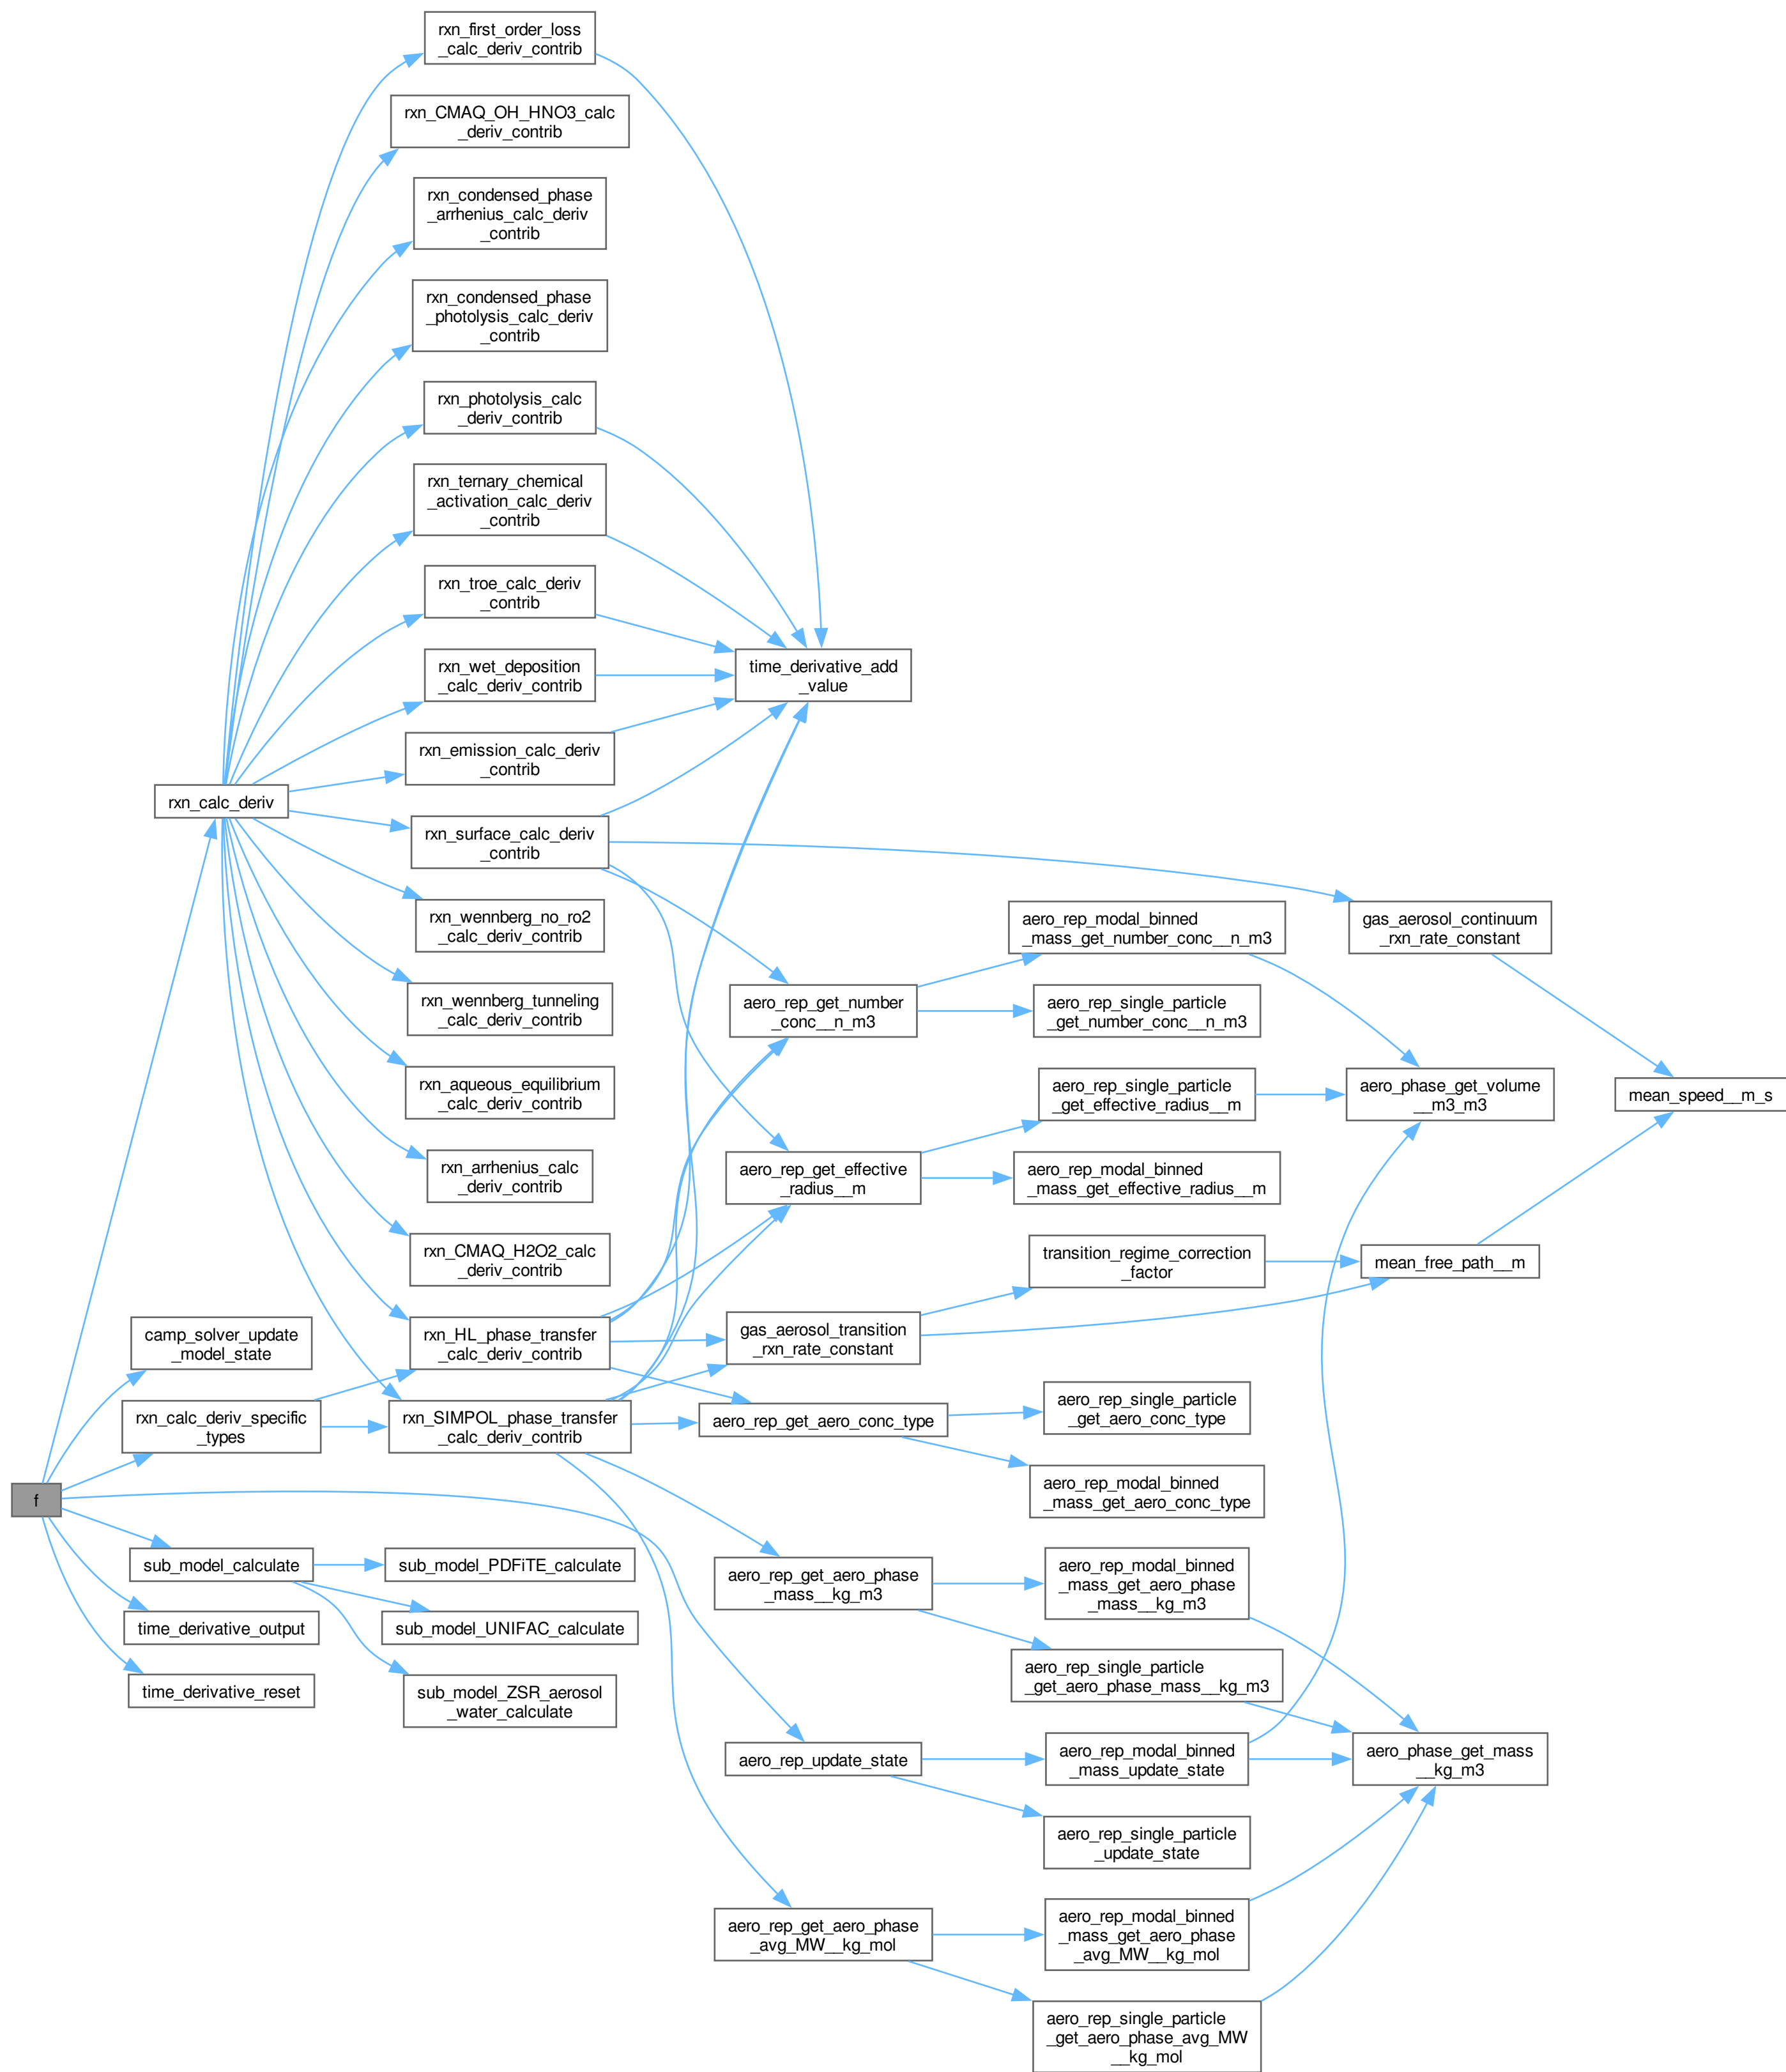 rxn_first_order_loss
_calc_deriv_contrib
rxn_CMAQ_OH_HNO3_calc
_deriv_contrib
rxn_condensed_phase
_arrhenius_calc_deriv
_contrib
rxn_condensed_phase
_photolysis_calc_deriv
_contrib
rxn_photolysis_calc
_deriv_contrib
rxn_ternary_chemical
_activation_calc_deriv
_contrib
rxn_troe_calc_deriv
_contrib
rxn_wet_deposition
_calc_deriv_contrib
time_derivative_add
_value
rxn_emission_calc_deriv
_contrib
rxn_calc_deriv
rxn_surface_calc_deriv
_contrib
rxn_wennberg_no_ro2
_calc_deriv_contrib
aero_rep_modal_binned
_mass_get_number_conc__n_m3
gas_aerosol_continuum
_rxn_rate_constant
rxn_wennberg_tunneling
_calc_deriv_contrib
aero_rep_get_number
_conc__n_m3
aero_rep_single_particle
_get_number_conc__n_m3
rxn_aqueous_equilibrium
_calc_deriv_contrib
aero_rep_single_particle
_get_effective_radius__m
aero_phase_get_volume
__m3_m3
mean_speed__m_s
rxn_arrhenius_calc
_deriv_contrib
aero_rep_get_effective
_radius__m
aero_rep_modal_binned
_mass_get_effective_radius__m
rxn_CMAQ_H2O2_calc
_deriv_contrib
transition_regime_correction
_factor
mean_free_path__m
camp_solver_update
_model_state
rxn_HL_phase_transfer
_calc_deriv_contrib
gas_aerosol_transition
_rxn_rate_constant
rxn_calc_deriv_specific
_types
rxn_SIMPOL_phase_transfer
_calc_deriv_contrib
aero_rep_get_aero_conc_type
aero_rep_single_particle
_get_aero_conc_type
aero_rep_modal_binned
_mass_get_aero_conc_type
f
sub_model_calculate
sub_model_PDFiTE_calculate
aero_rep_get_aero_phase
_mass__kg_m3
aero_rep_modal_binned
_mass_get_aero_phase
_mass__kg_m3
time_derivative_output
sub_model_UNIFAC_calculate
aero_rep_single_particle
_get_aero_phase_mass__kg_m3
time_derivative_reset
sub_model_ZSR_aerosol
_water_calculate
aero_rep_update_state
aero_rep_modal_binned
_mass_update_state
aero_phase_get_mass
__kg_m3
aero_rep_single_particle
_update_state
aero_rep_get_aero_phase
_avg_MW__kg_mol
aero_rep_modal_binned
_mass_get_aero_phase
_avg_MW__kg_mol
aero_rep_single_particle
_get_aero_phase_avg_MW
__kg_mol